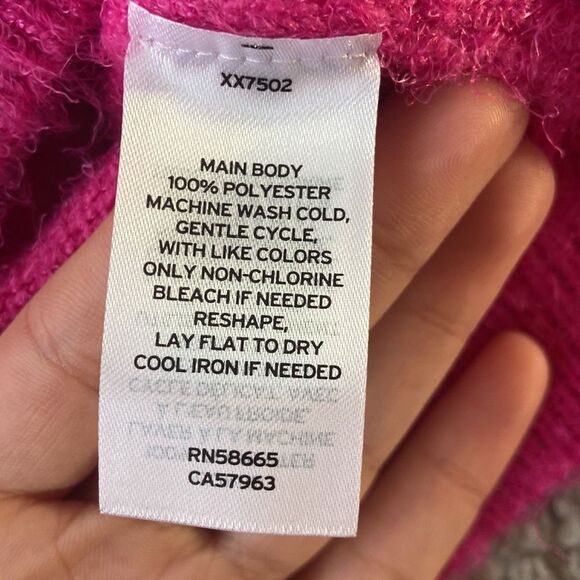 XX7502
MAIN BODY
100% POLYESTER
MACHINE WASH COLD,
GENTLE CYCLE,
WITH LIKE COLORS
ONLY NON-CHLORINE
BLEACH IF NEEDED
RESHAPE,
LAY FLAT TO DRY
COOL IRON IF NEEDED
RN58665
CA57963